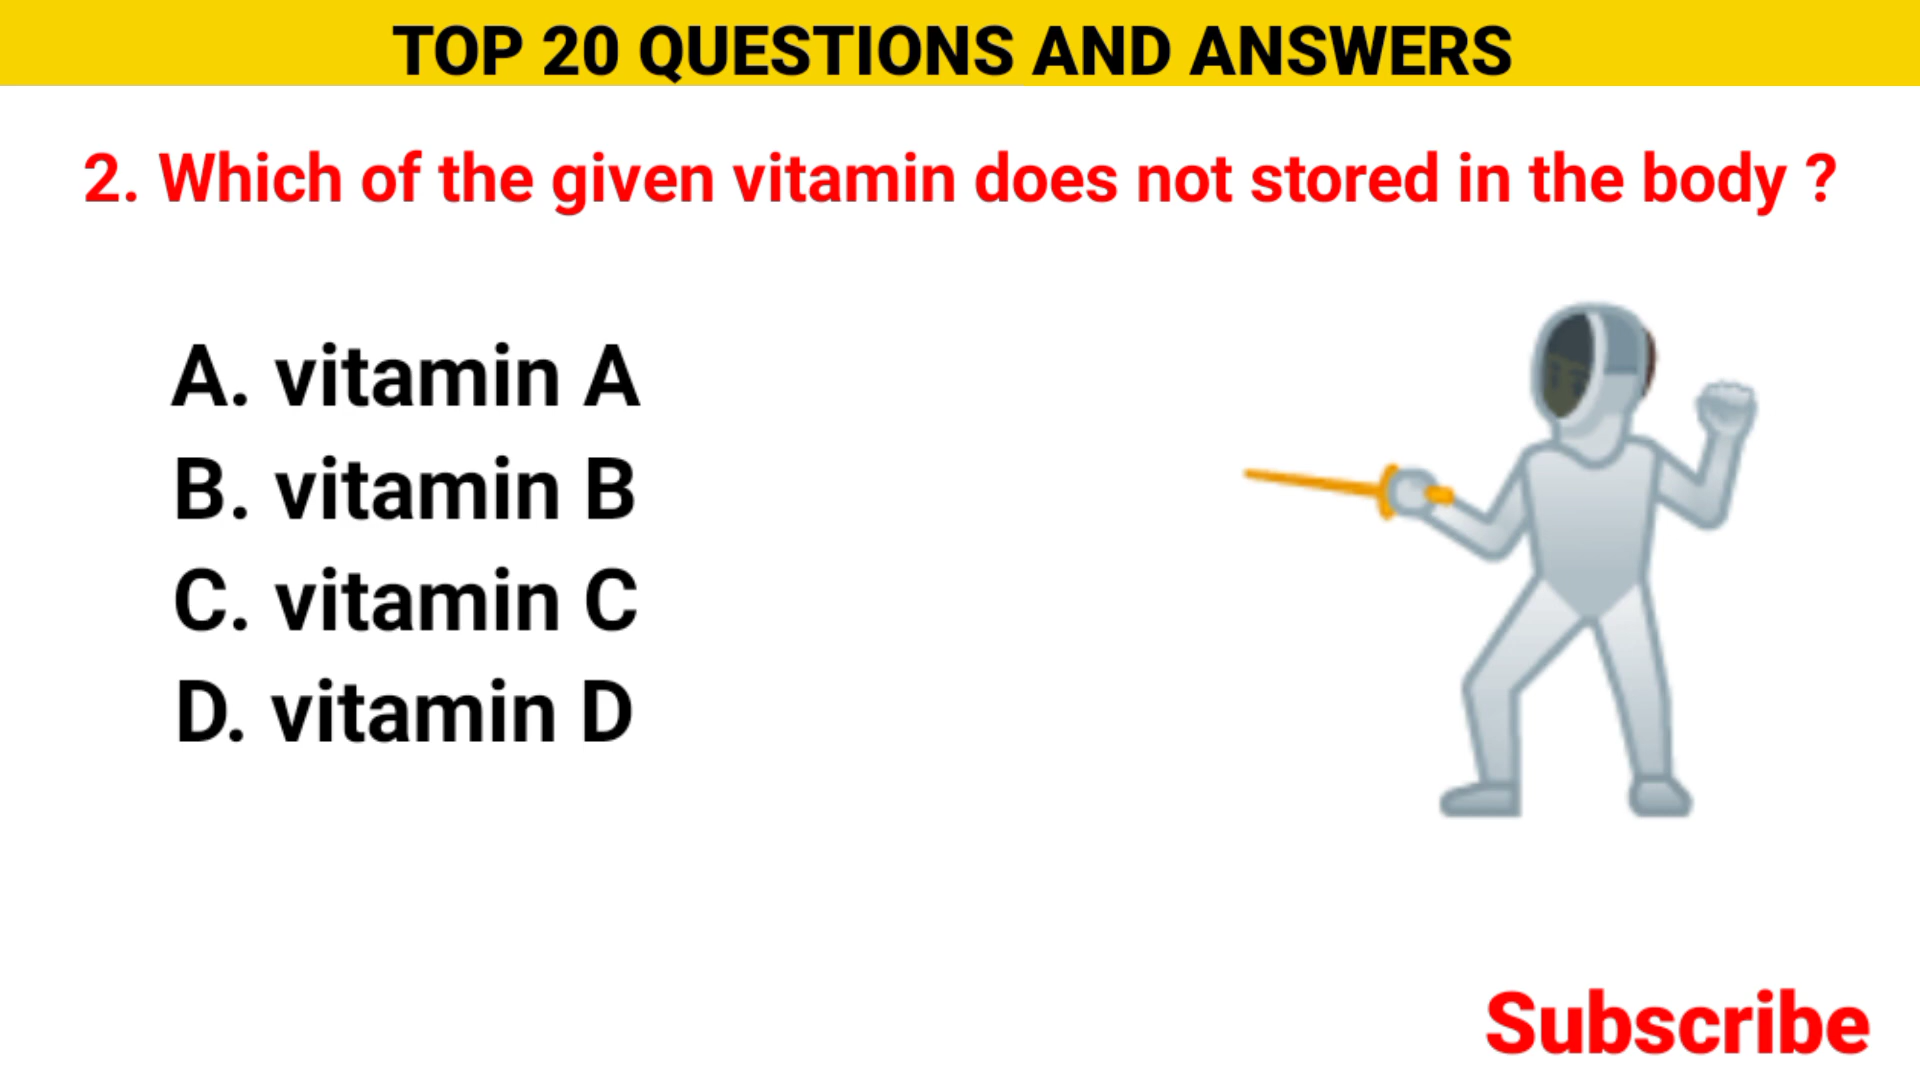 TOP 20 QUESTIONS AND ANSWERS
2. Which of the given vitamin does not stored in the body ?
A. vitamin A
B. vitamin B
C. vitamin C
D. vitamin D
Subscribe